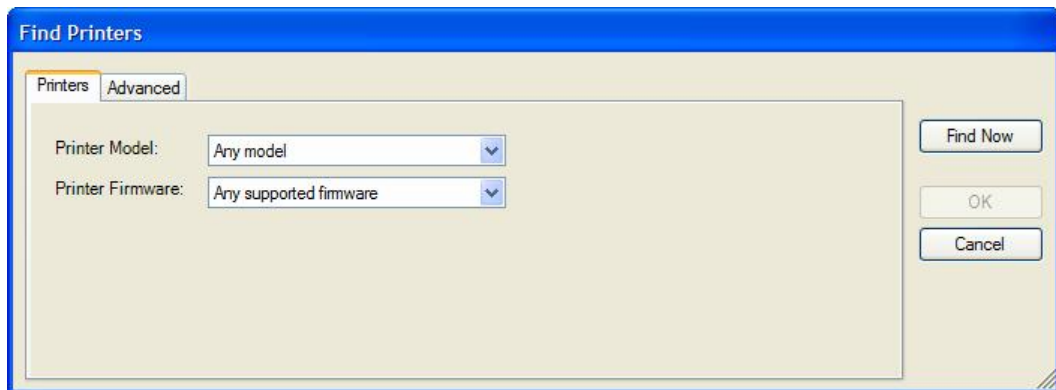 Find Printers
Printers Advanced
Printer Model: Any model
Find Now
Printer Firmware: Any supported firmware
OK
Cancel